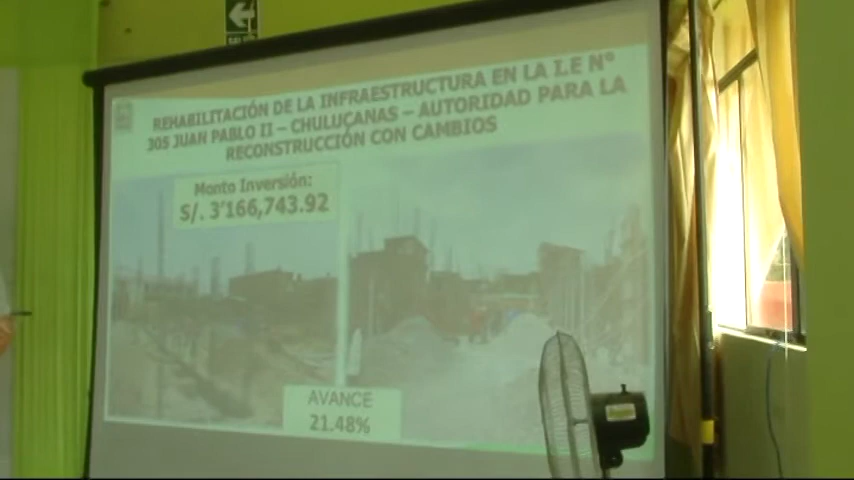 SALIDA
REHABILITACIÓN DE LA INFRAESTRUCTURA EN LA I.E N°
305 JUAN PABLO II – CHULUCANAS – AUTORIDAD PARA LA
RECONSTRUCCIÓN CON CAMBIOS
Monto Inversión:
S/. 3'166,743.92
AVANCE
21.48%